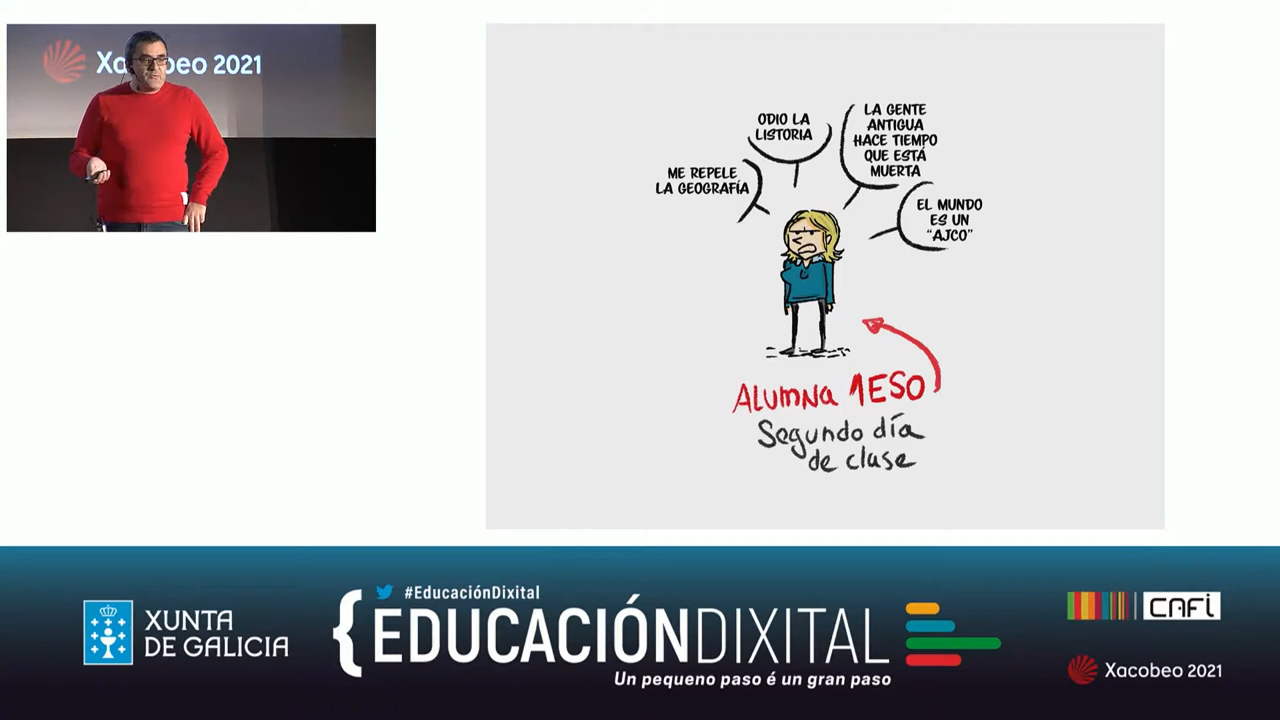 Xacobeo 2021
ODIO LA
LISTORIA
LA GENTE
ANTIGUA
HACE TIEMPO
QUE ESTÁ
MUERTA
ME REPELE
LA GEOGRAFÍA
EL MUNDO
ES UN
"AJCO"
ALUMNA 1ESO
Segundo día
de clase
XUNTA
DE GALICIA
#EducaciónDixital
{EDUCACIÓNDIXITAL
Un pequeno paso é un gran paso
CAFi
Xacobeo 2021